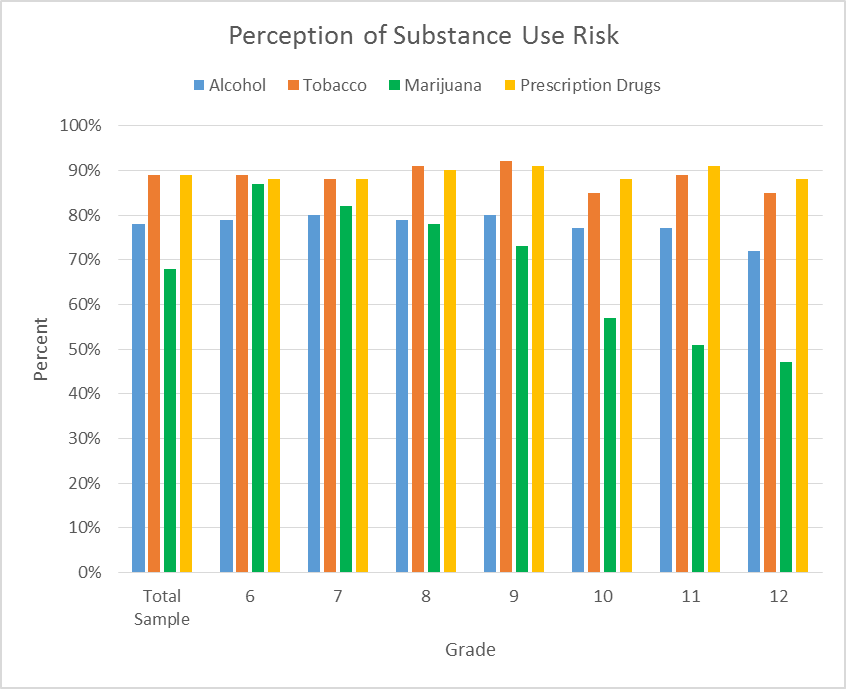 Perception of Substance Use Risk
Alcohol Tobacco Marijuana Prescription Drugs
100%
90%
80%
70%
60%
50%
40%
30%
20%
10%
0%
Percent
Total 6 7 8 9 10 11 12
Sample
Grade